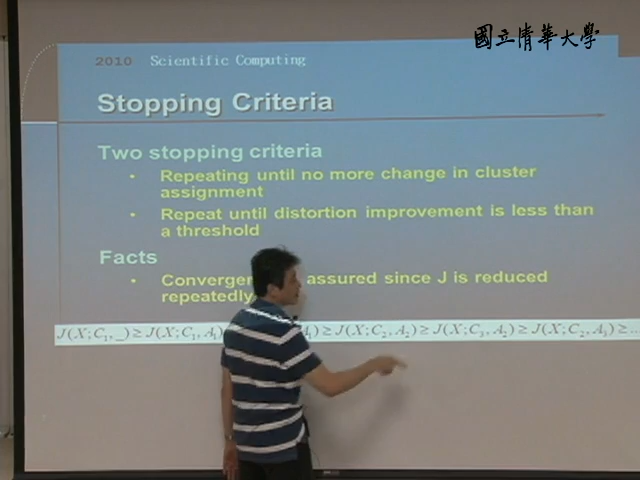 國立清華大學
2010 Scientific Computing
Stopping Criteria
Two stopping criteria
• Repeating until no more change in cluster
assignment
• Repeat until distortion improvement is less than
a threshold
Facts
• Converger assured since J is reduced
repeatedly
J(X;C₁,_) ≥ J(X;C₁,A₁) ≥ J(X;C₂,A₂) ≥ J(X;C₃,A₂) ≥ J(X;C₂,A₃) ≥...